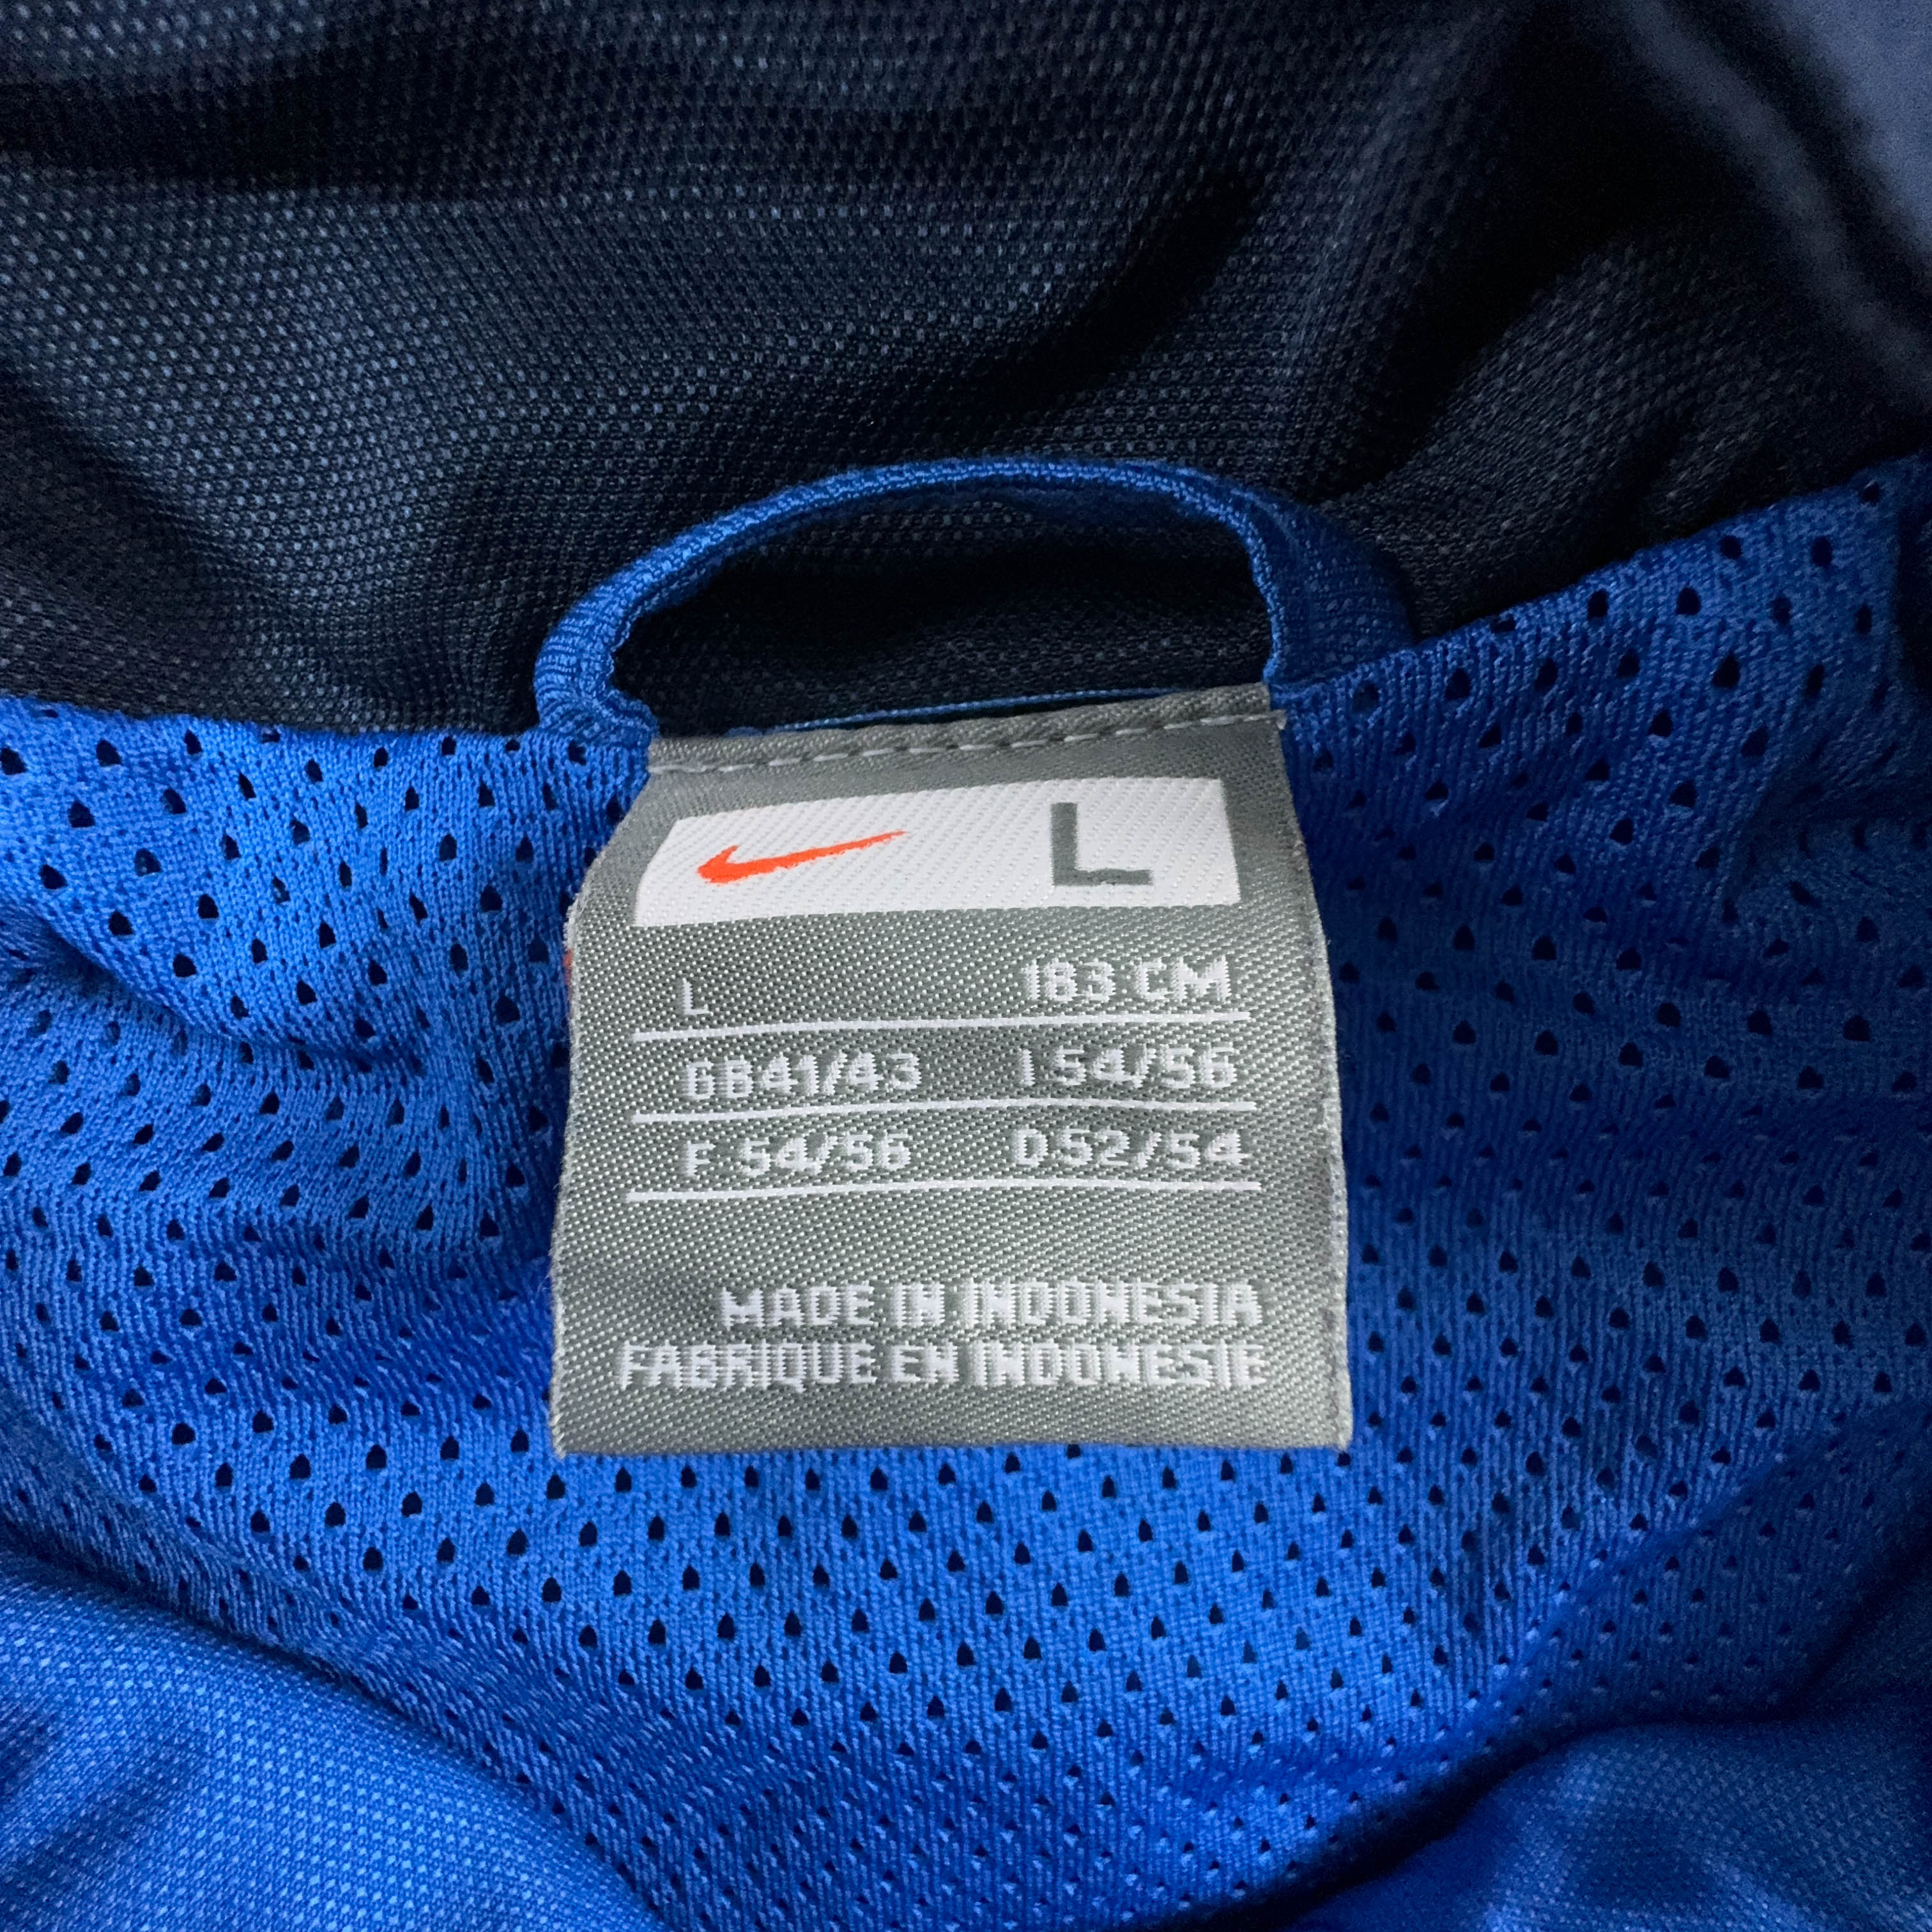 L
L 183 CM
GB41/43 I 54/56
F 54/56 D52/54
MADE IN INDONESIA
FABRIQUE EN INDONESIE